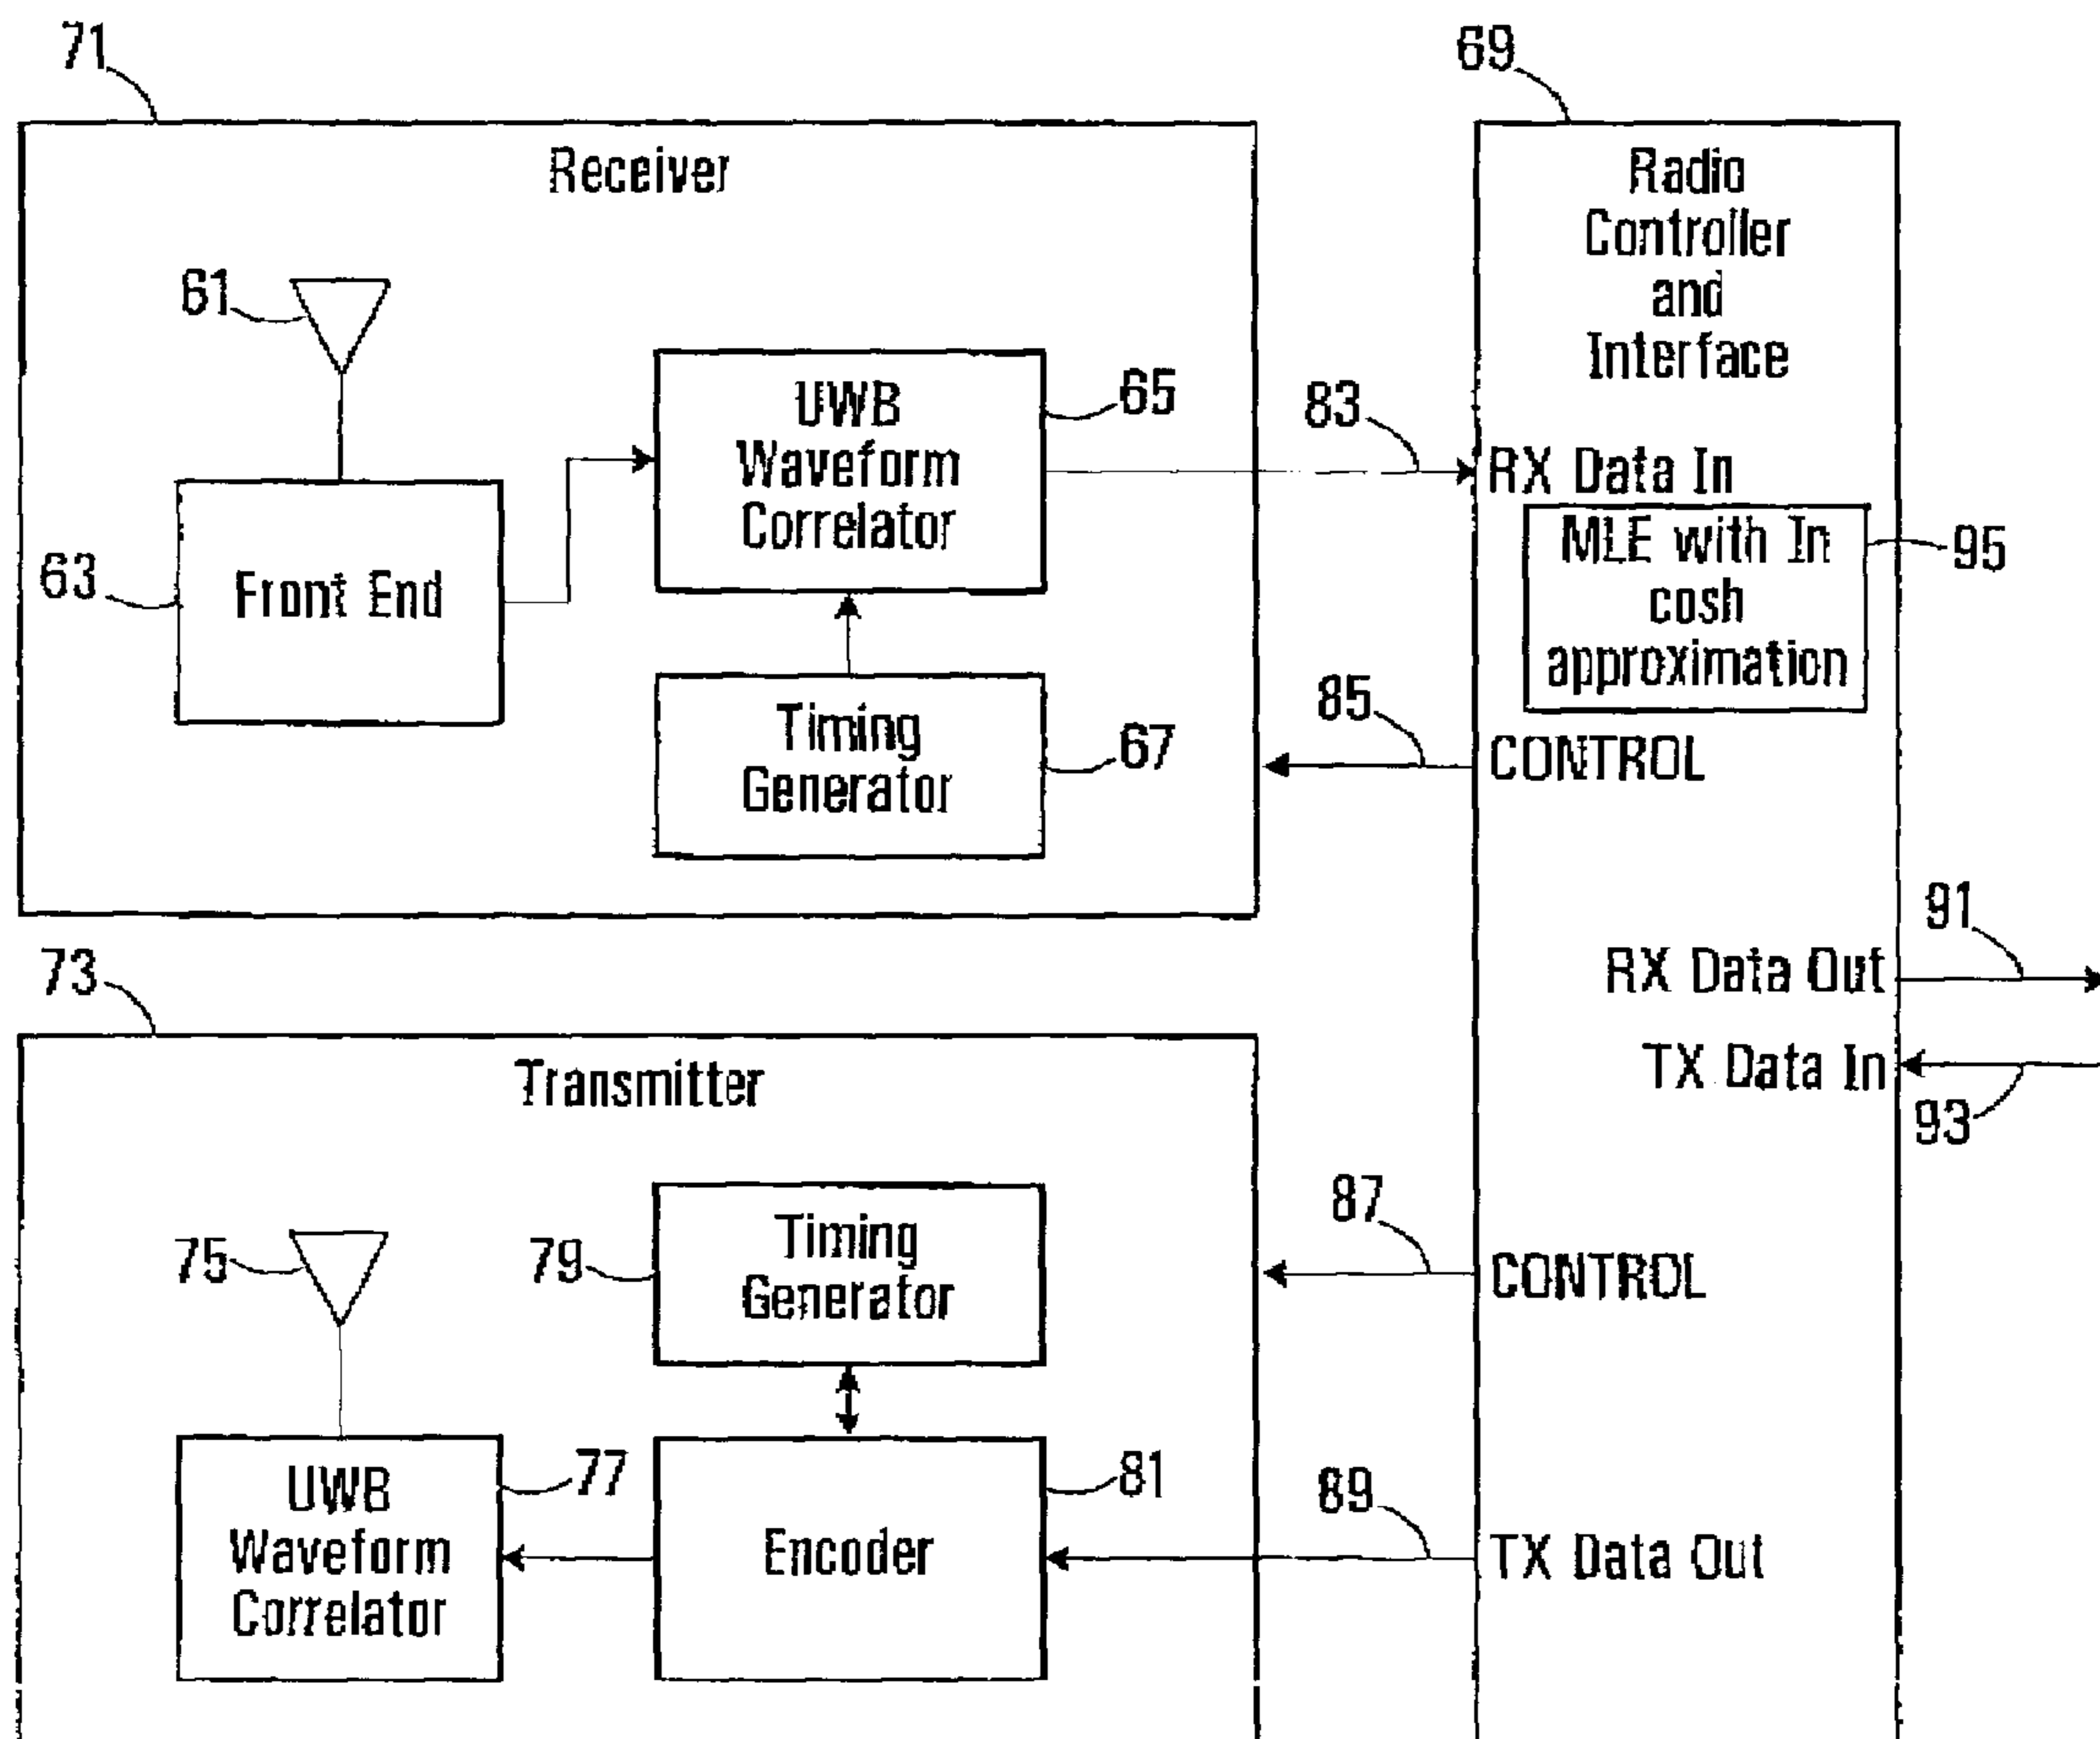 71
69
Receiver
Radio
Controller
and
Interface
61
UWB
Waveform
Correlator
65
83
RX Data In
63
Front End
MLE with In
cosh
approximation
95
Timing
Generator
67
85
CONTROL
91
RX Data Out
73
Transmitter
TX Data In
93
75
79
Timing
Generator
87
CONTROL
UWB
Waveform
Correlator
77
Encoder
81
89
TX Data Out